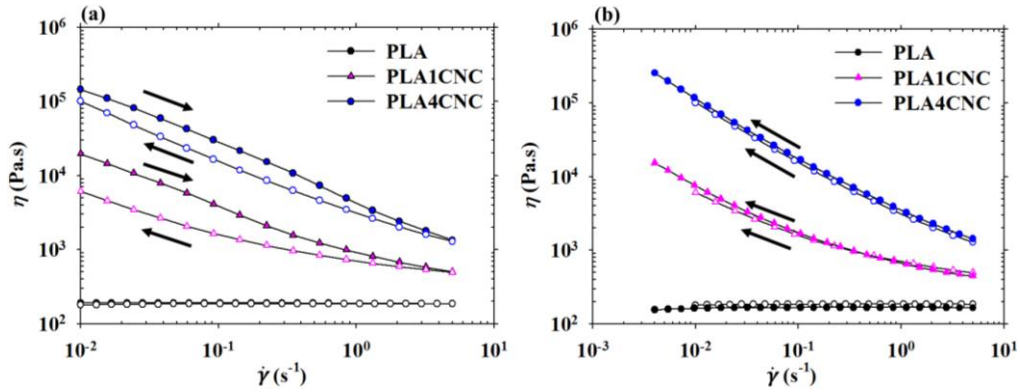 (a)
10⁶
10⁵
10⁴
10³
10²
η (Pa.s)
PLA
PLA1CNC
PLA4CNC
10⁻² 10⁻¹ 10⁰ 10¹
γ̇ (s⁻¹)
(b)
10⁶
10⁵
10⁴
10³
10²
η (Pa.s)
PLA
PLA1CNC
PLA4CNC
10⁻³ 10⁻² 10⁻¹ 10⁰ 10¹
γ̇ (s⁻¹)